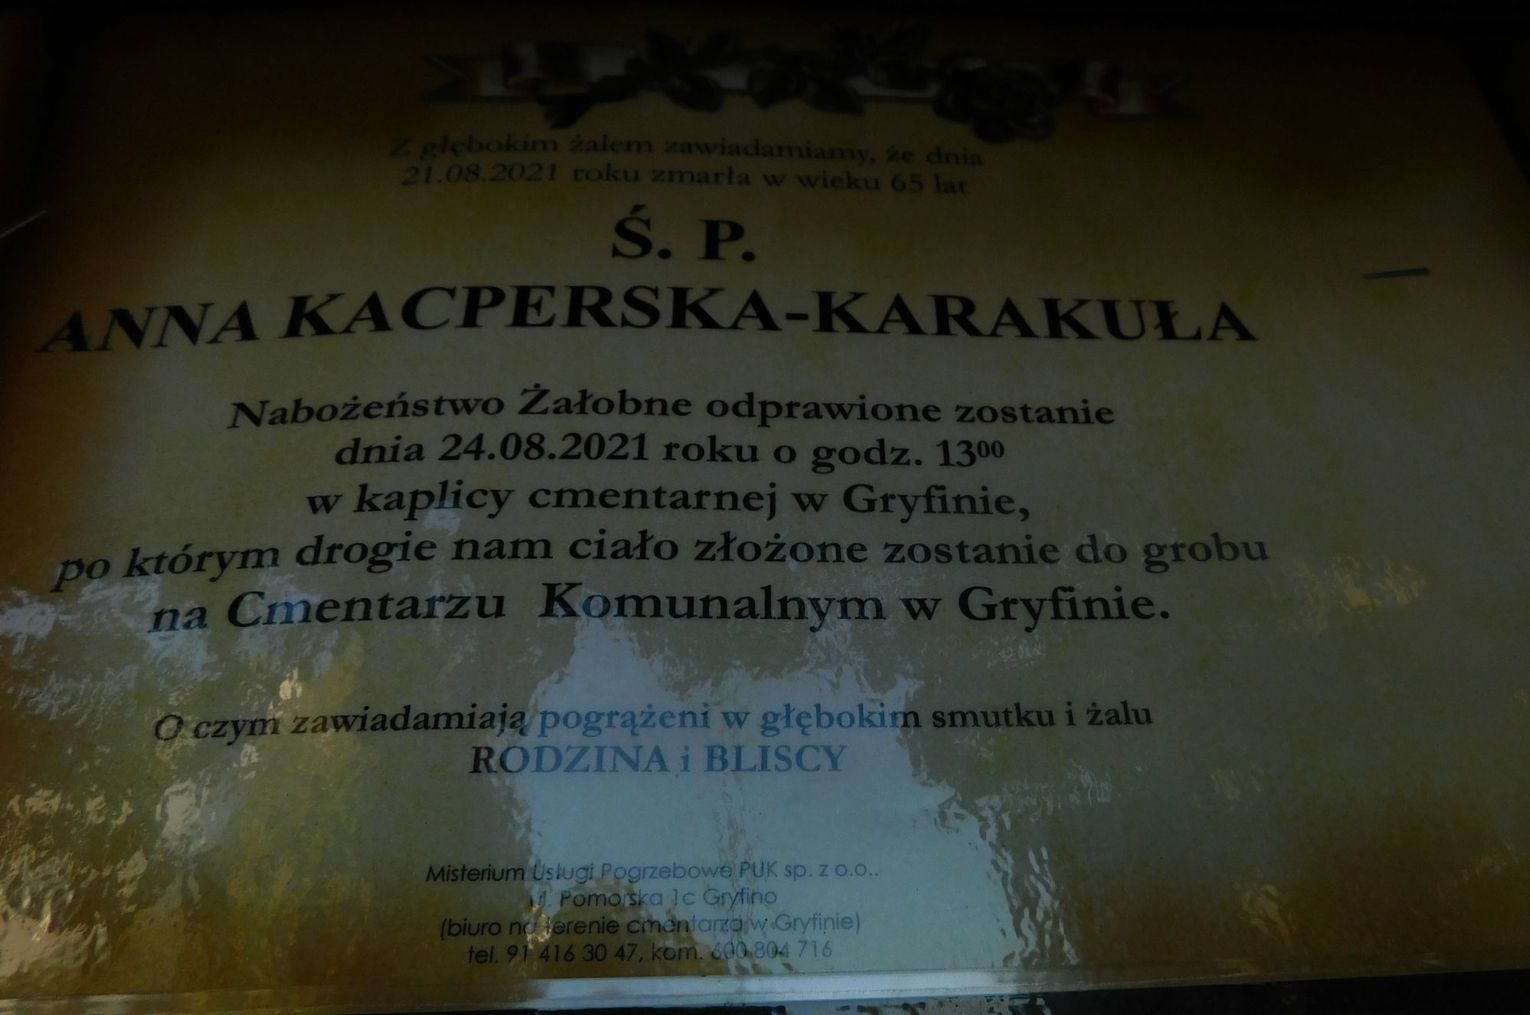 Z głębokim żalem zawiadamiamy, że dnia
21.08.2021 roku zmarła w wieku 65 lat
Ś. P.
ANNA KACPERSKA-KARAKUŁA
Nabożeństwo Żałobne odprawione zostanie
dnia 24.08.2021 roku o godz. 13⁰⁰
w kaplicy cmentarnej w Gryfinie,
po którym drogie nam ciało złożone zostanie do grobu
na Cmentarzu Komunalnym w Gryfinie.
O czym zawiadamiają pogrążeni w głębokim smutku i żalu
RODZINA i BLISCY
Misterium Usługi Pogrzebowe PUK sp. z o.o..
ul. Pomorska 1c Gryfino
(biuro na terenie cmentarza w Gryfinie)
tel. 91 416 30 47, kom. 600 804 716